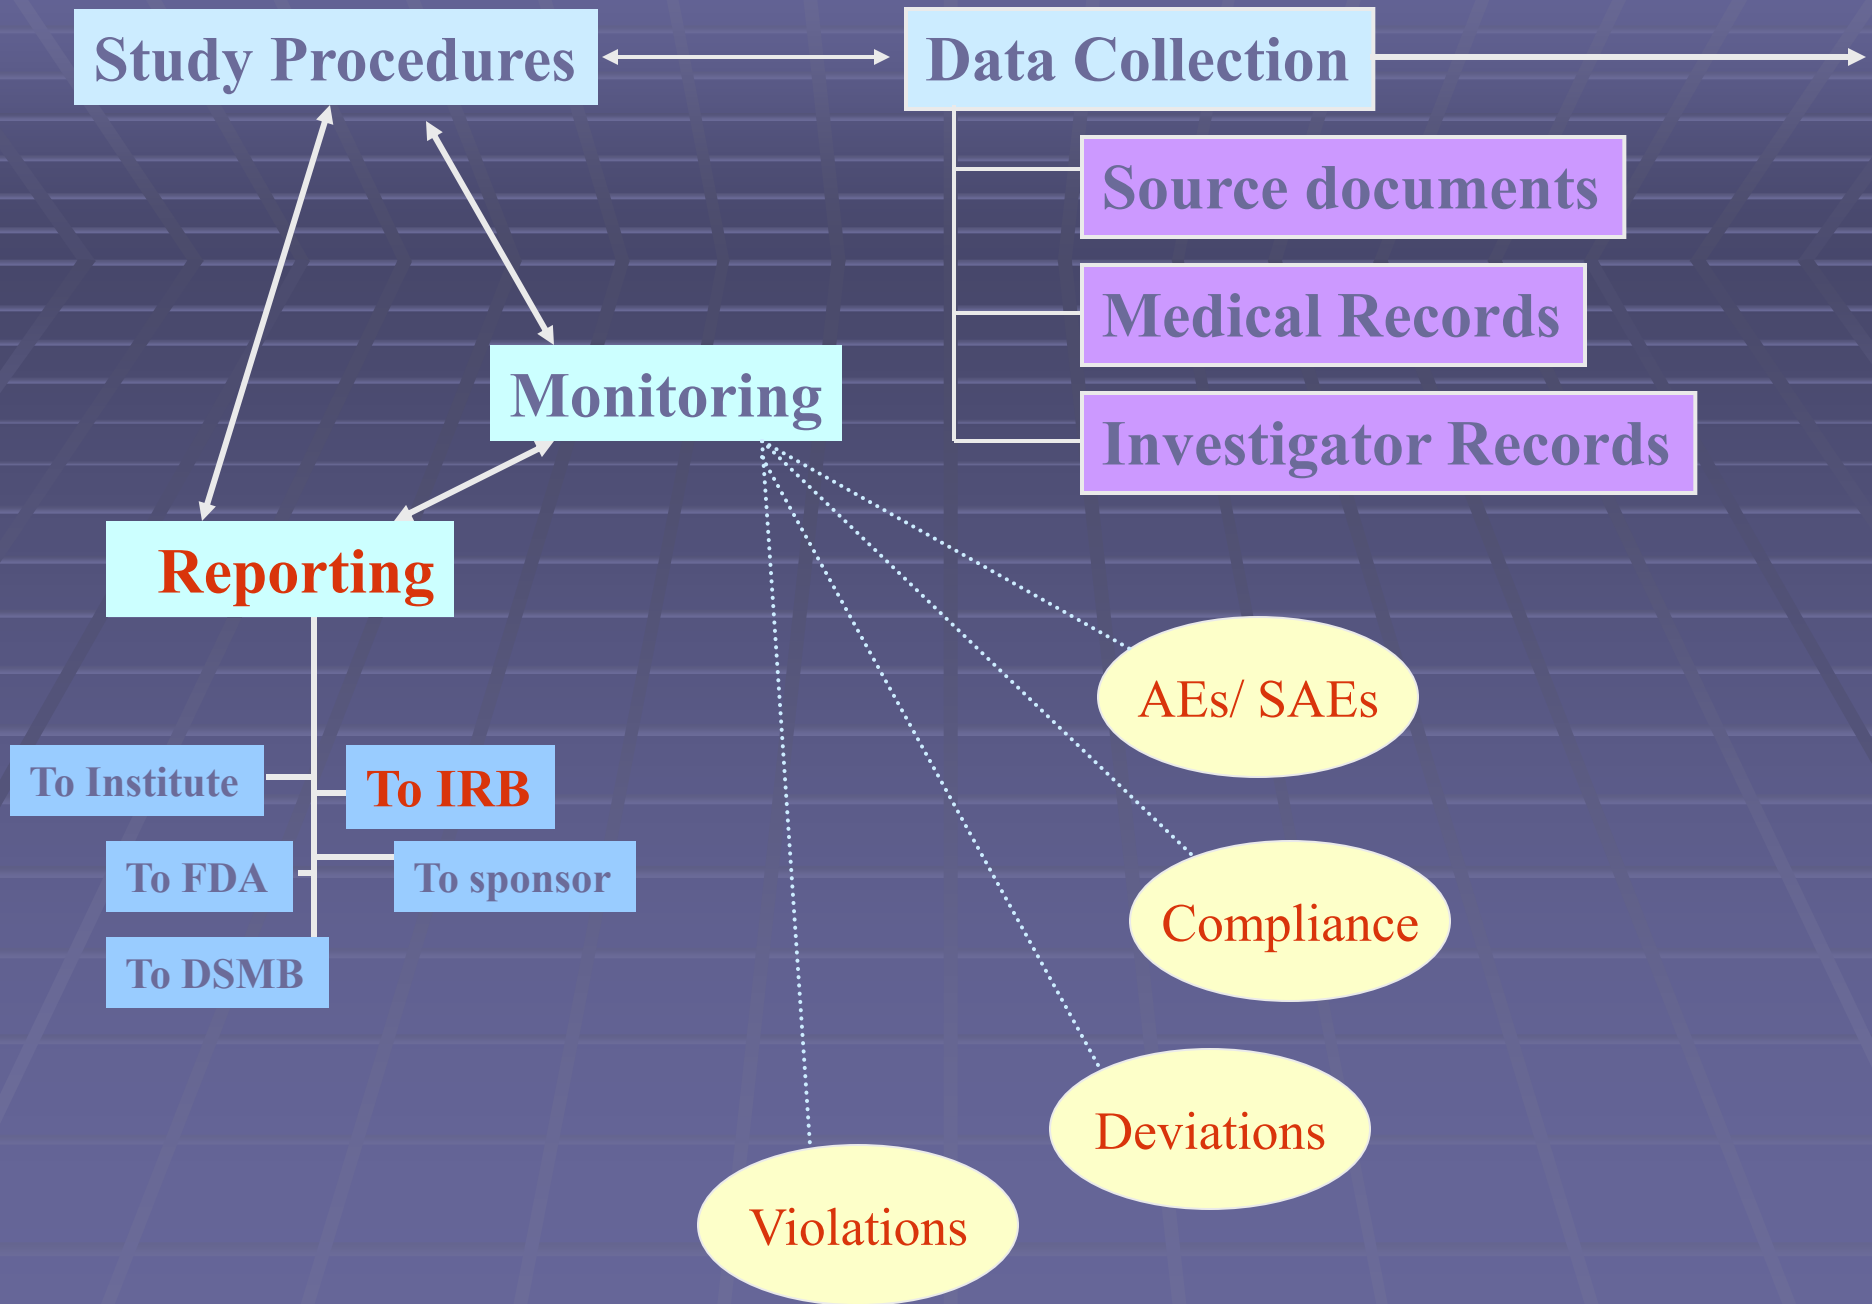 Study Procedures
Data Collection
Source documents
Medical Records
Investigator Records
Monitoring
Reporting
To Institute
To IRB
To FDA
To sponsor
To DSMB
AEs/ SAEs
Compliance
Deviations
Violations